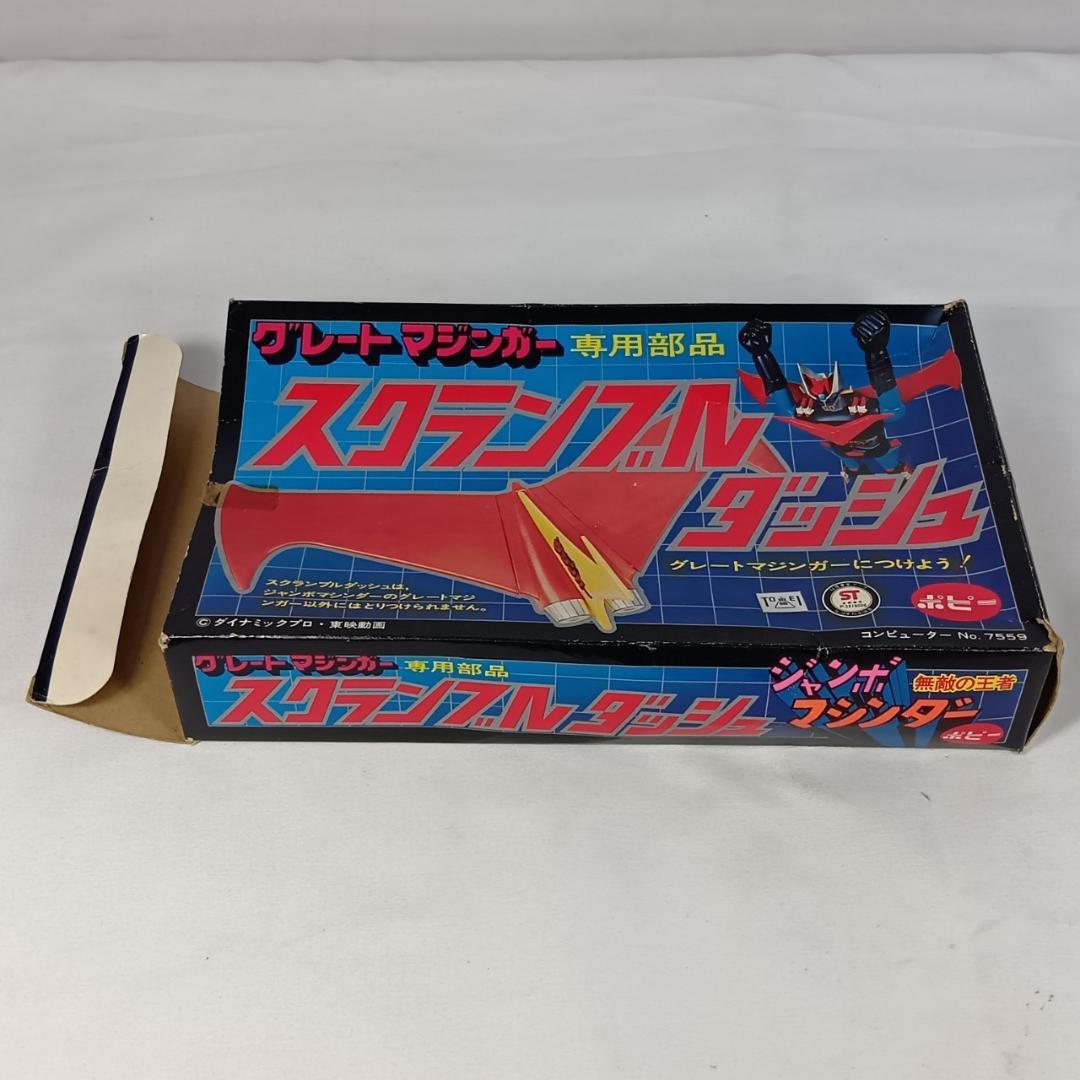 グレートマジンガー 専用部品
スクランブル
ダッシュ
グレートマジンガーにつけよう！
スクランブルダッシュは、
ジャンボマシンダーのグレートマジ
ンガー以外にはとりつけられません。
TOEI
ST
ポピー
©ダイナミックプロ・東映動画
コンピューター No.7559
グレートマジンガー 専用部品
スクランブルダッシュ
ジャンボ
マシンダー
無敵の王者
ポピー